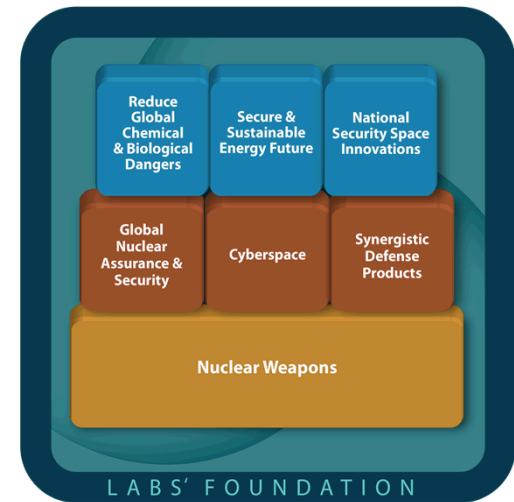 Reduce
Global
Chemical
& Biological
Dangers
Secure &
Sustainable
Energy Future
National
Security Space
Innovations
Global
Nuclear
Assurance &
Security
Cyberspace
Synergistic
Defense
Products
Nuclear Weapons
LABS‘ FOUNDATION